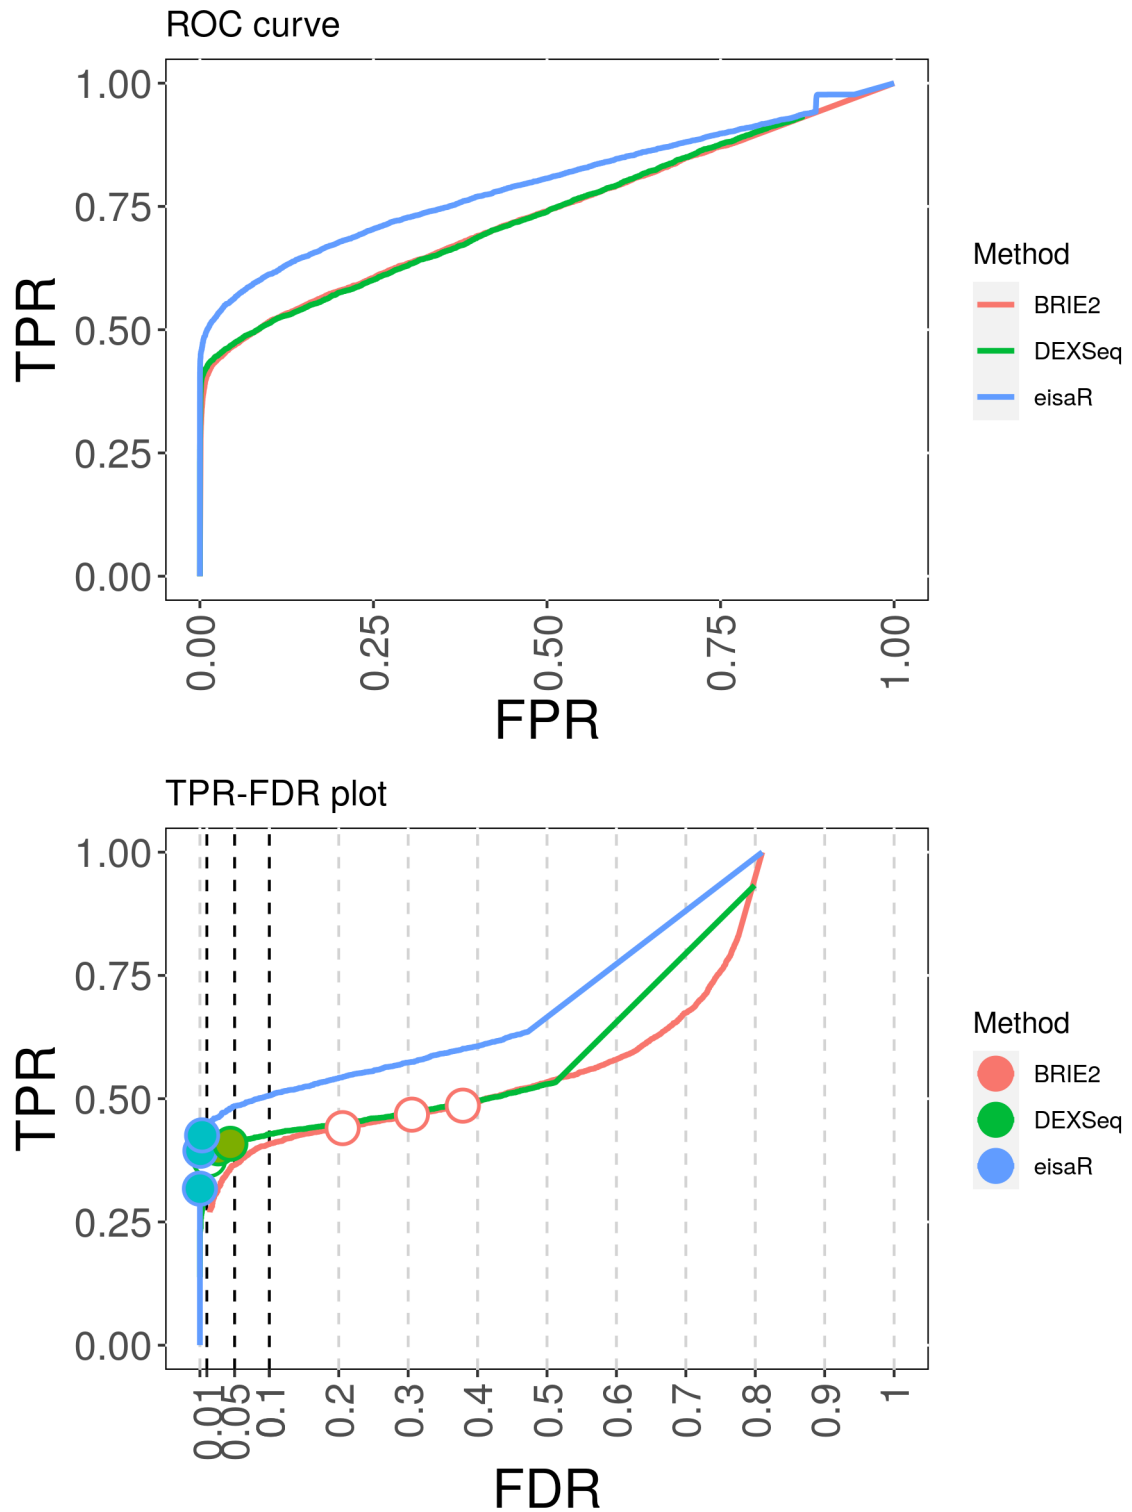 ROC curve
1.00
0.75
0.50
0.25
0.00
TPR
0.00 0.25 0.50 0.75 1.00
FPR
Method
BRIE2
DEXSeq
eisaR
TPR-FDR plot
1.00
0.75
0.50
0.25
0.00
TPR
0.01 0.05 0.1 0.2 0.3 0.4 0.5 0.6 0.7 0.8 0.9 1
FDR
Method
BRIE2
DEXSeq
eisaR